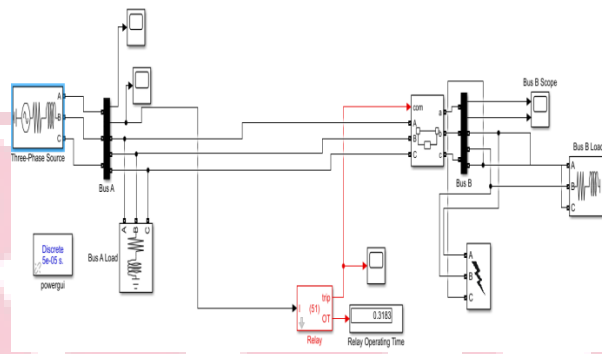 Bus B Scope
com
A
B
C
a
b
c
A
B
C
Three-Phase Source
Bus A
Bus B
Bus B Load
A
B
C
A
B
C
Discrete
5e-05 s.
powergui
Bus A Load
A
B
C
I
(51)
trip
OT
Relay
0.3183
Relay Operating Time